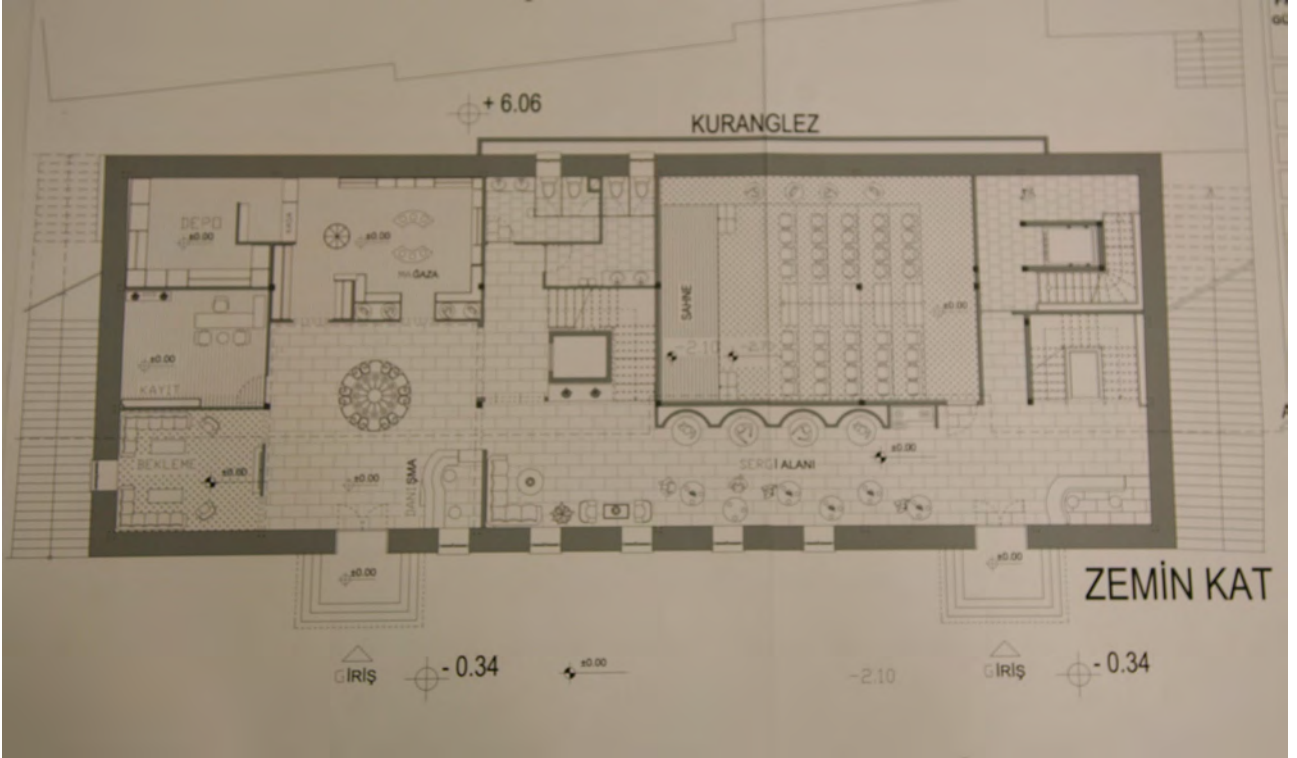 + 6.06
KURANGLEZ
DEPO
±0.00
KASA
±0.00
MAĞAZA
SAHNE
±0.00
-2.10
±0.00
KAYIT
BEKLEME
±0.00
±0.00
DANIŞMA
SERGİ ALANI
±0.00
±0.00
±0.00
ZEMİN KAT
GİRİŞ
- 0.34
±0.00
-2.10
GİRİŞ
- 0.34